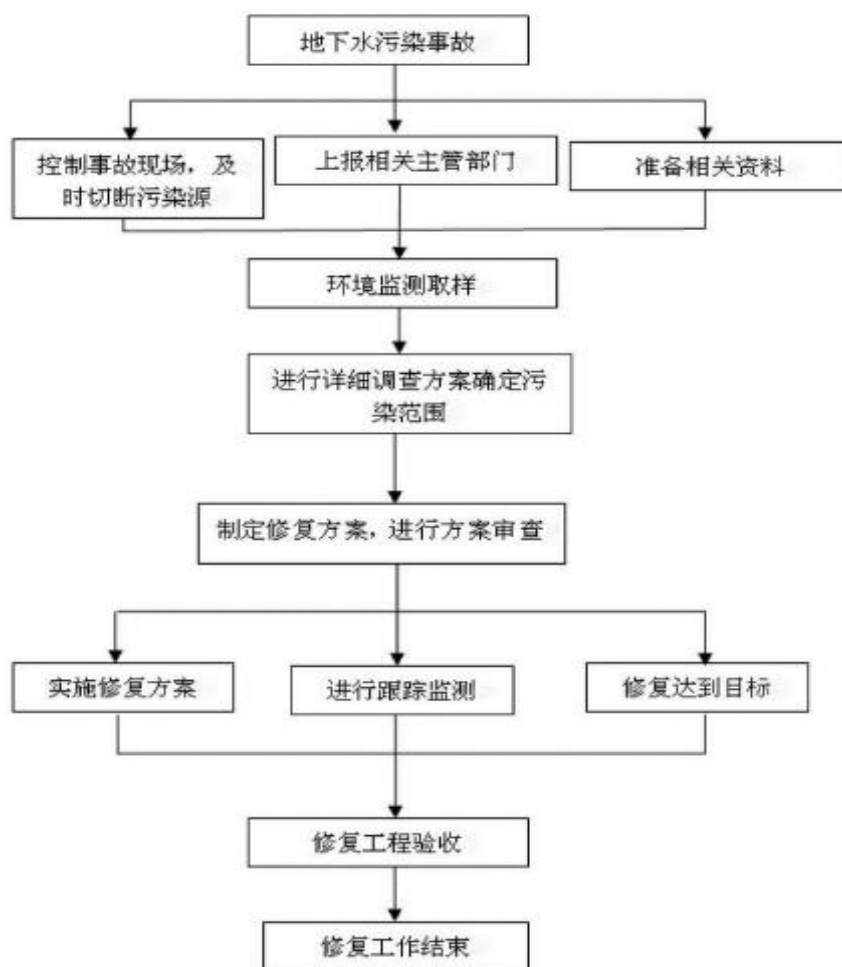 地下水污染事故
控制事故现场，及
时切断污染源
上报相关主管部门
准备相关资料
环境监测取样
进行详细调查方案确定污
染范围
制定修复方案，进行方案审查
实施修复方案
进行跟踪监测
修复达到目标
修复工程验收
修复工作结束